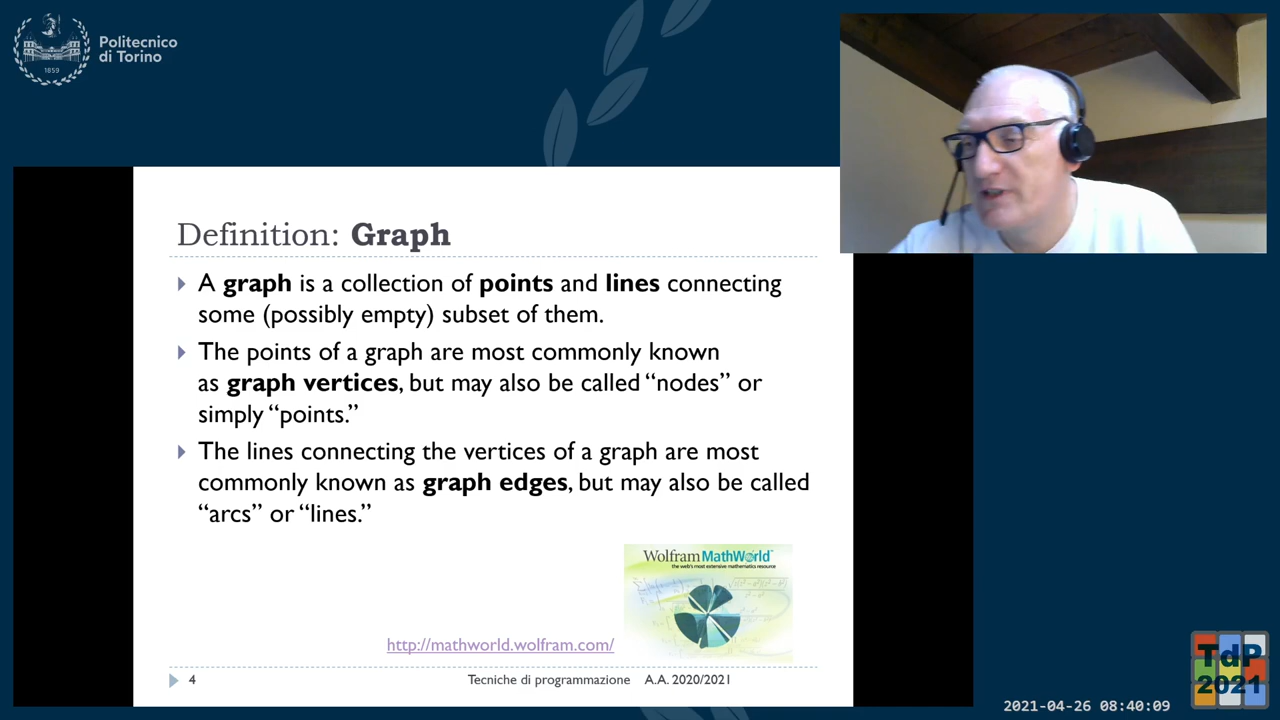 Politecnico
di Torino
1859
Definition: Graph
A graph is a collection of points and lines connecting
some (possibly empty) subset of them.
The points of a graph are most commonly known
as graph vertices, but may also be called “nodes” or
simply “points.”
The lines connecting the vertices of a graph are most
commonly known as graph edges, but may also be called
“arcs” or “lines.”
Wolfram MathWorld
the web's most extensive mathematics resource
http://mathworld.wolfram.com/
4
Tecniche di programmazione A.A. 2020/2021
TdP
2021
2021-04-26 08:40:09